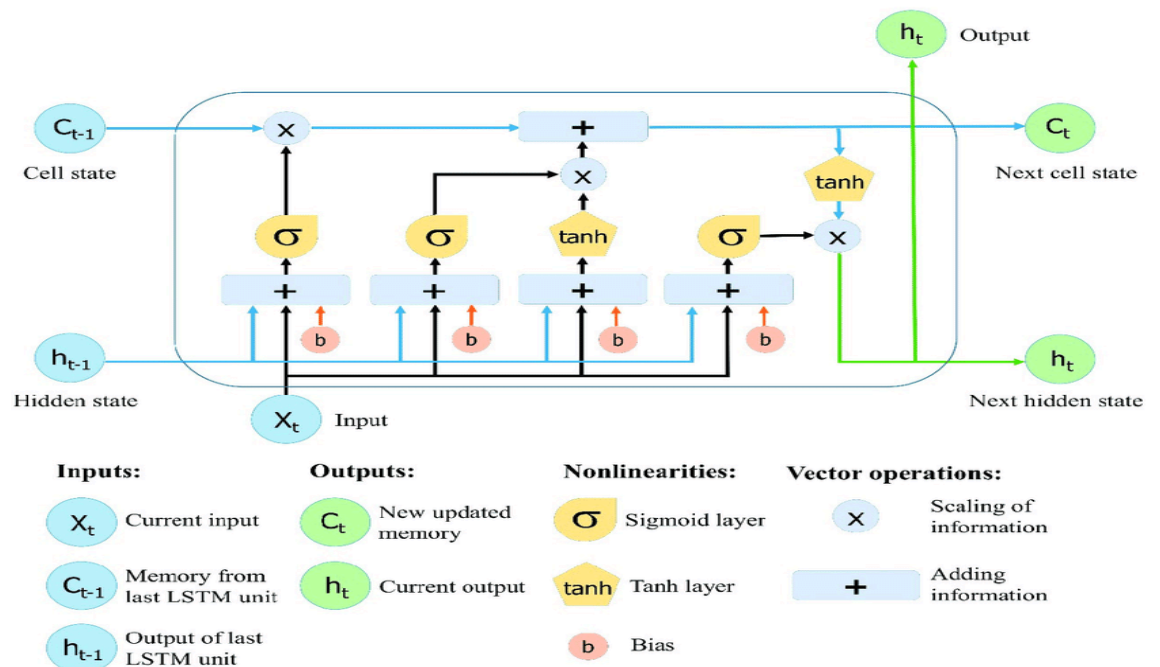 hₜ
Output
Cₜ₋₁
x
+
Cₜ
Cell state
tanh
Next cell state
x
σ
σ
tanh
σ
x
+
+
+
+
b
b
b
b
hₜ₋₁
hₜ
Hidden state
Next hidden state
Xₜ
Input
Inputs:
Outputs:
Nonlinearities:
Vector operations:
Xₜ
Current input
Cₜ
New updated
memory
σ
Sigmoid layer
x
Scaling of
information
Cₜ₋₁
Memory from
last LSTM unit
hₜ
Current output
tanh
Tanh layer
+
Adding
information
hₜ₋₁
Output of last
LSTM unit
b
Bias